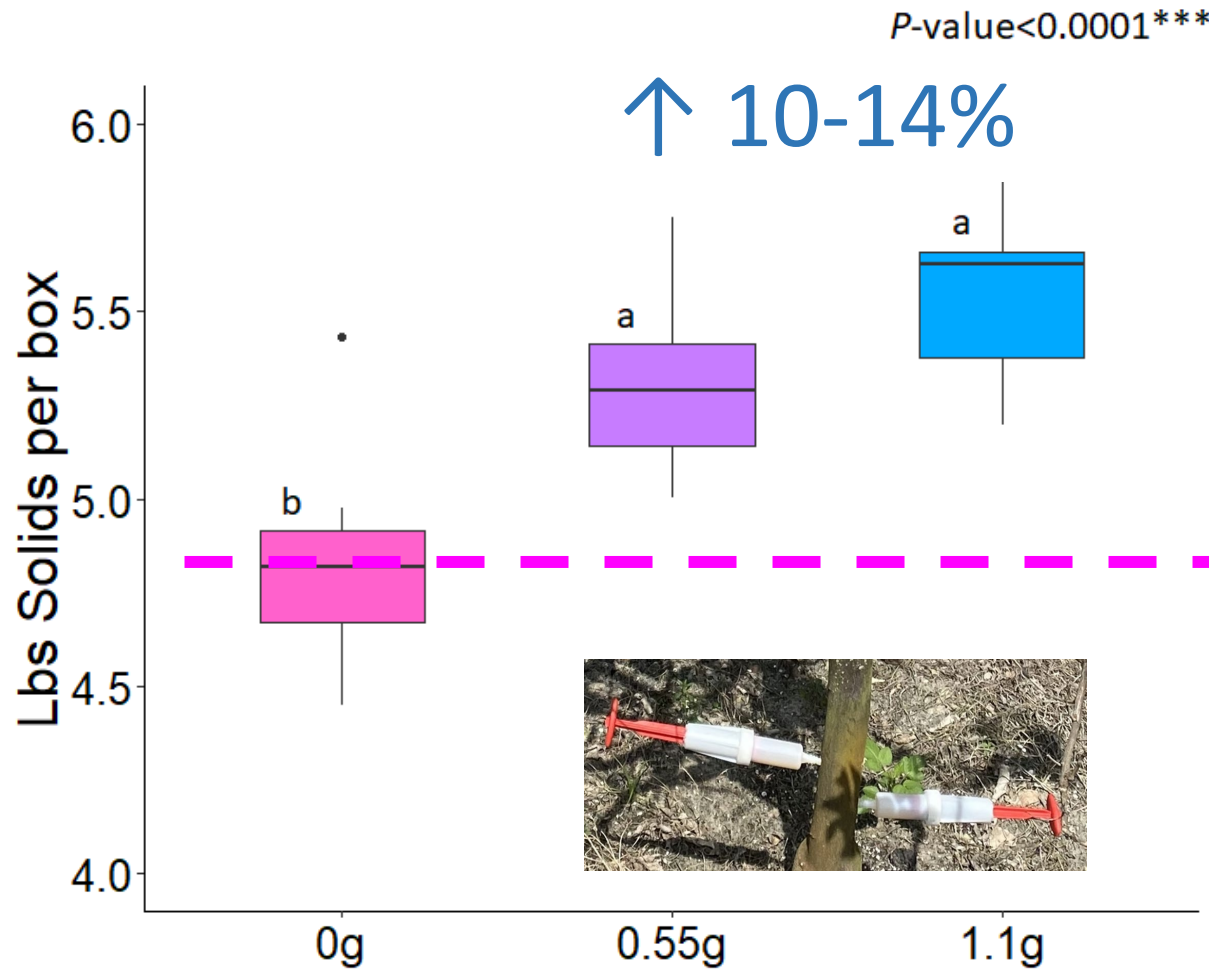 P-value<0.0001***
↑ 10-14%
Lbs Solids per box
6.0
5.5
5.0
4.5
4.0
b
a
a
0g
0.55g
1.1g